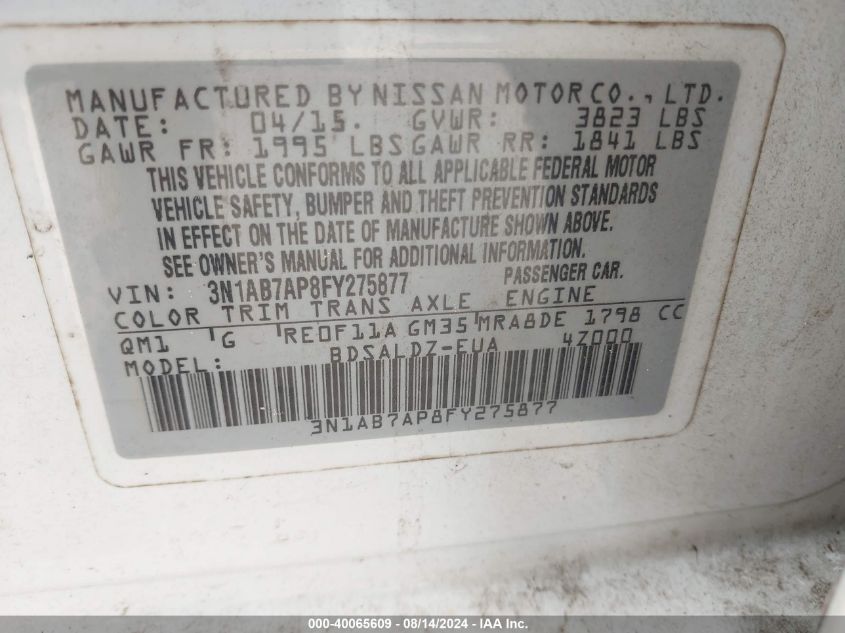 MANUFACTURED BY NISSAN MOTOR CO., LTD.
DATE: 04/15. GVWR: 3823 LBS
GAWR FR: 1995 LBS GAWR RR: 1841 LBS
THIS VEHICLE CONFORMS TO ALL APPLICABLE FEDERAL MOTOR
VEHICLE SAFETY, BUMPER AND THEFT PREVENTION STANDARDS
IN EFFECT ON THE DATE OF MANUFACTURE SHOWN ABOVE.
SEE OWNER'S MANUAL FOR ADDITIONAL INFORMATION.
VIN: 3N1AB7AP8FY275877 PASSENGER CAR.
COLOR TRIM TRANS AXLE ENGINE
QM1 G RE0F11A GM35 MRA8DE 1798 CC
MODEL: BDSALDZ-EUA 4Z000
3N1AB7AP8FY275877
000-40065609 - 08/14/2024 - IAA Inc.